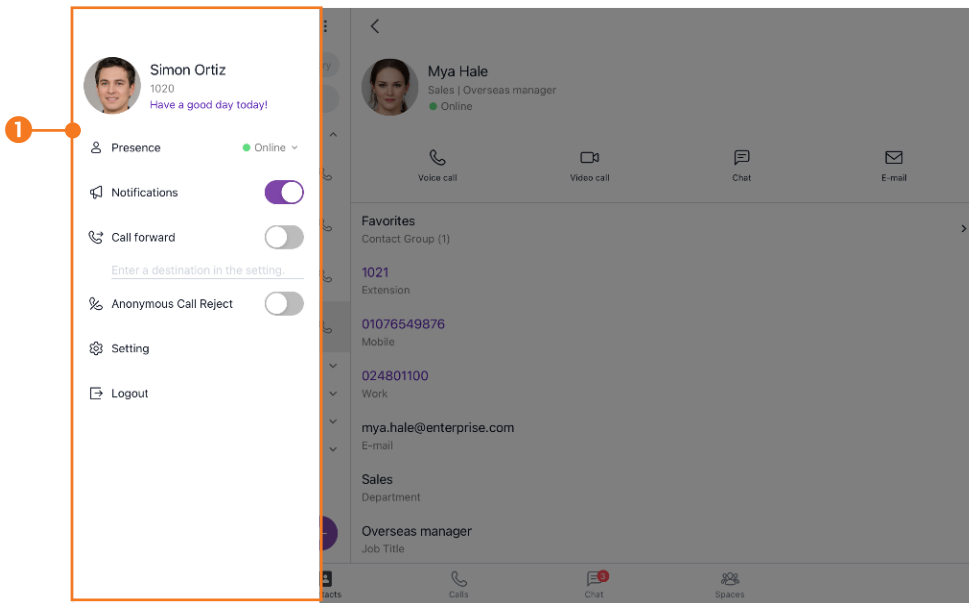 1
Simon Ortiz
1020
Have a good day today!
Presence
Online
Notifications
Call forward
Enter a destination in the setting.
Anonymous Call Reject
Setting
Logout
Mya Hale
Sales | Overseas manager
Online
Voice call
Video call
Chat
E-mail
Favorites
Contact Group (1)
1021
Extension
01076549876
Mobile
024801100
Work
mya.hale@enterprise.com
E-mail
Sales
Department
Overseas manager
Job Title
Calls
3
Chat
Spaces